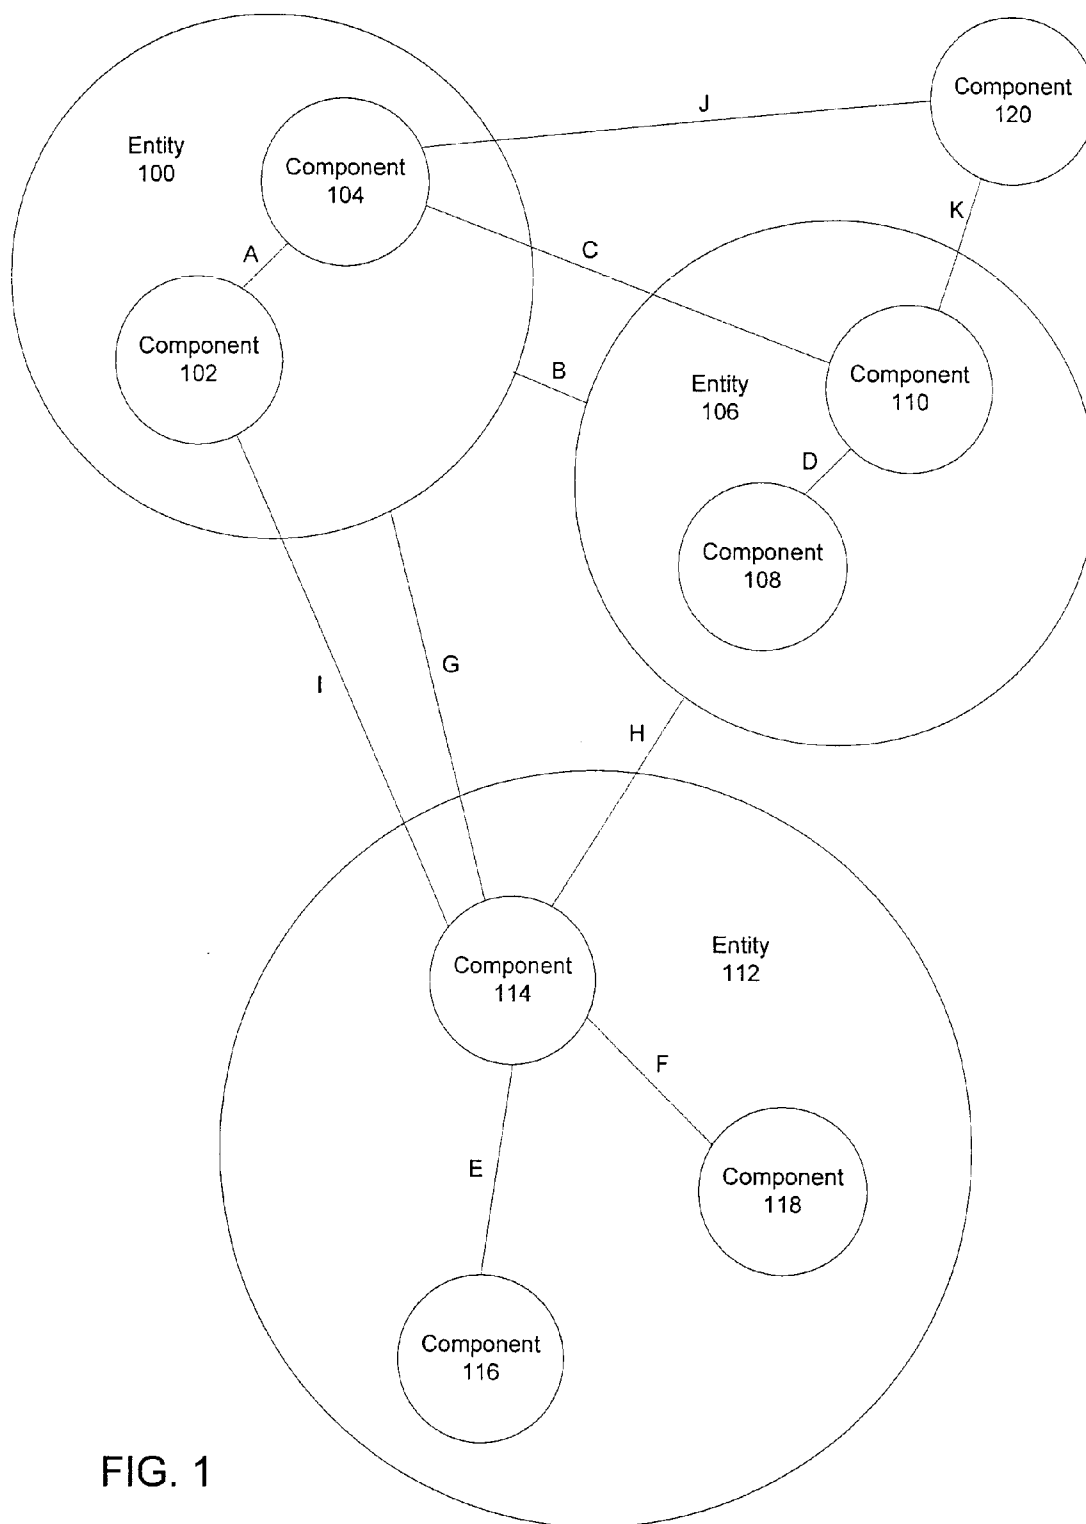 Component
120
J
Entity
100
Component
104
K
A
C
Component
102
B
Entity
106
Component
110
D
Component
108
I
G
H
Entity
112
Component
114
F
E
Component
118
Component
116
FIG. 1